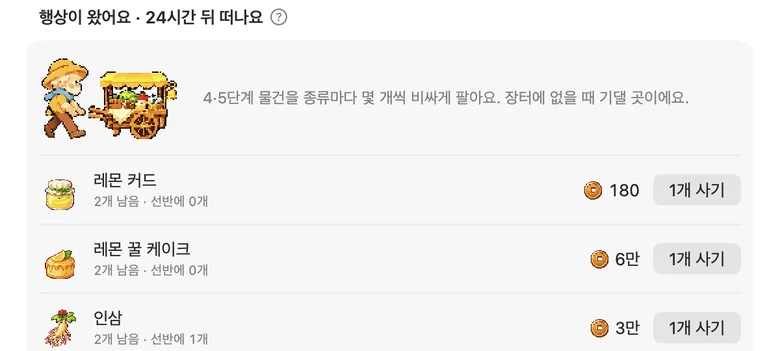 행상이 왔어요 · 24시간 뒤 떠나요 ?
4·5단계 물건을 종류마다 몇 개씩 비싸게 팔아요. 장터에 없을 때 기댈 곳이에요.
레몬 커드
2개 남음 · 선반에 0개
180
1개 사기
레몬 꿀 케이크
2개 남음 · 선반에 0개
6만
1개 사기
인삼
2개 남음 · 선반에 1개
3만
1개 사기